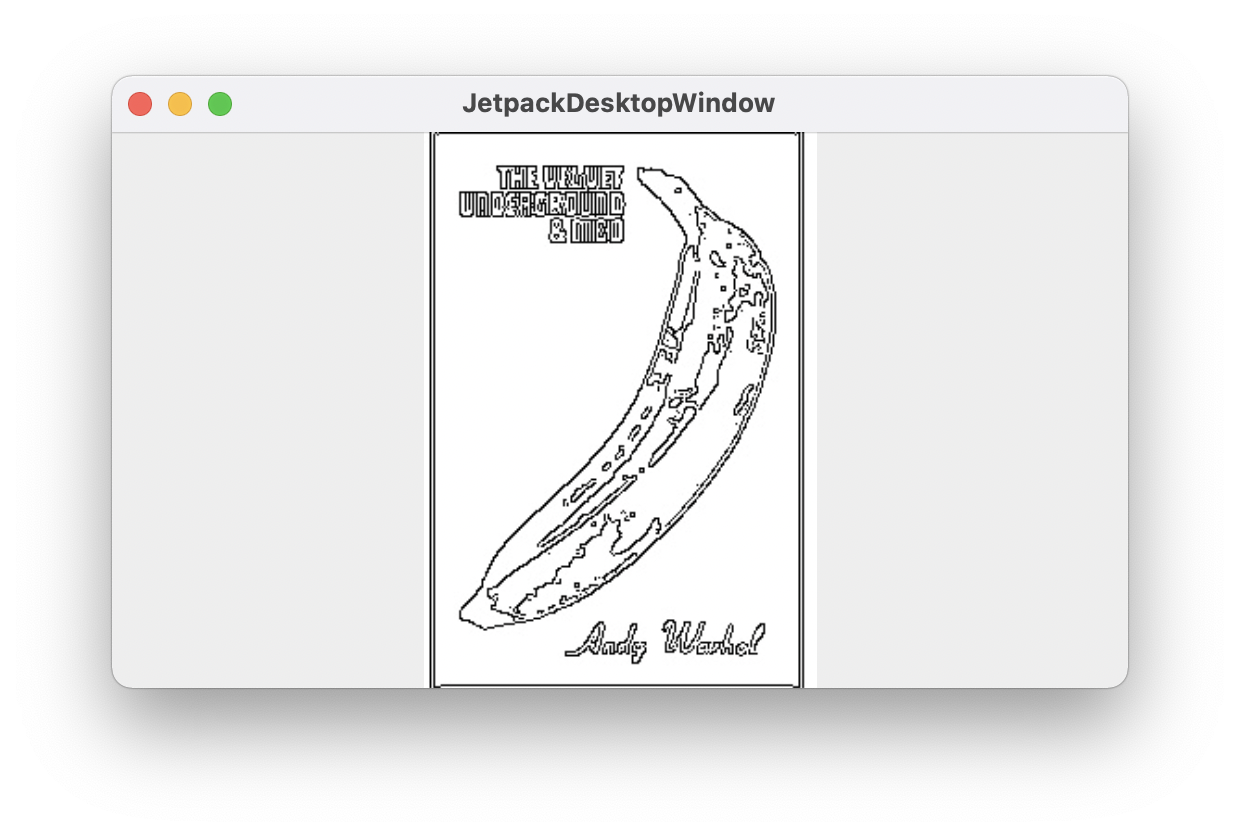 JetpackDesktopWindow
THE VELVET
UNDERGROUND
& NICO
Andy Warhol